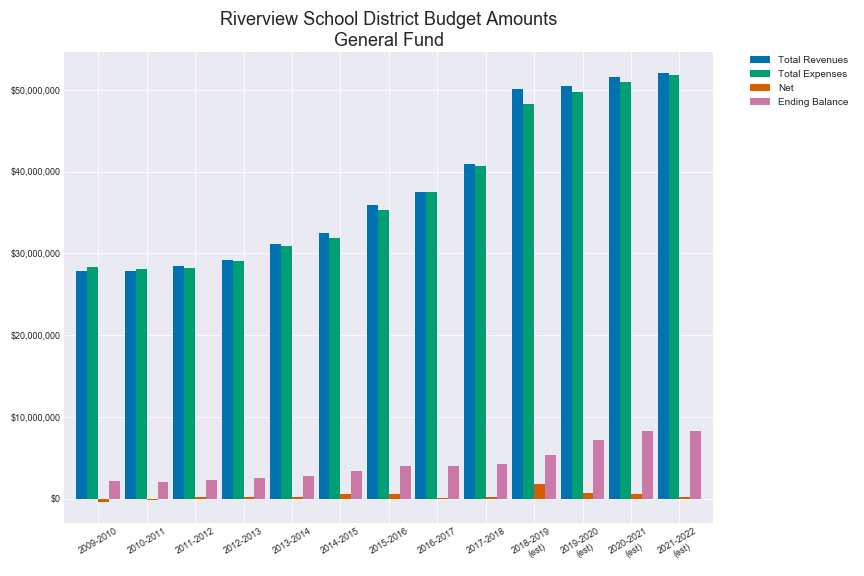 Riverview School District Budget Amounts
General Fund
Total Revenues
Total Expenses
Net
Ending Balance
$50,000,000
$40,000,000
$30,000,000
$20,000,000
$10,000,000
$0
2009-2010
2010-2011
2011-2012
2012-2013
2013-2014
2014-2015
2015-2016
2016-2017
2017-2018
2018-2019
(est)
2019-2020
(est)
2020-2021
(est)
2021-2022
(est)